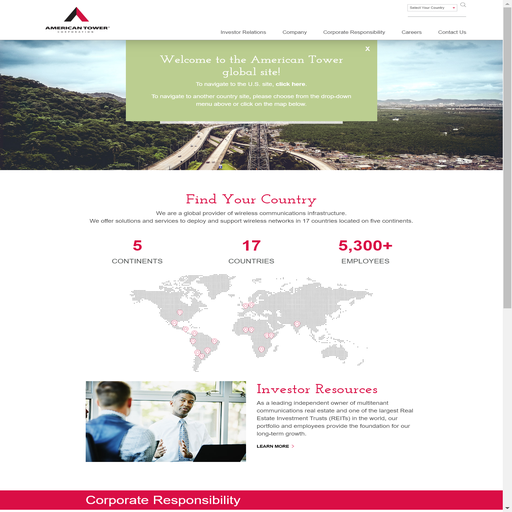 Select Your Country
AMERICAN TOWER
CORPORATION
Investor Relations
Company
Corporate Responsibility
Careers
Contact Us
X
Welcome to the American Tower
global site!
To navigate to the U.S. site, click here
To navigate to another country site, please choose from the drop-down
menu above or click on the map below.
Find Your Country
We are a global provider of wireless communications infrastructure.
We offer solutions and services to deploy and support wireless networks in 17 countries located on five continents.
5
CONTINENTS
17
COUNTRIES
5,300+
EMPLOYEES
Investor Resources
As a leading independent owner of multitenant
communications real estate and one of the largest Real
Estate Investment Trusts (REITs) in the world, our
portfolio and employees provide the foundation for our
long-term growth.
LEARN MORE >
Corporate Responsibility